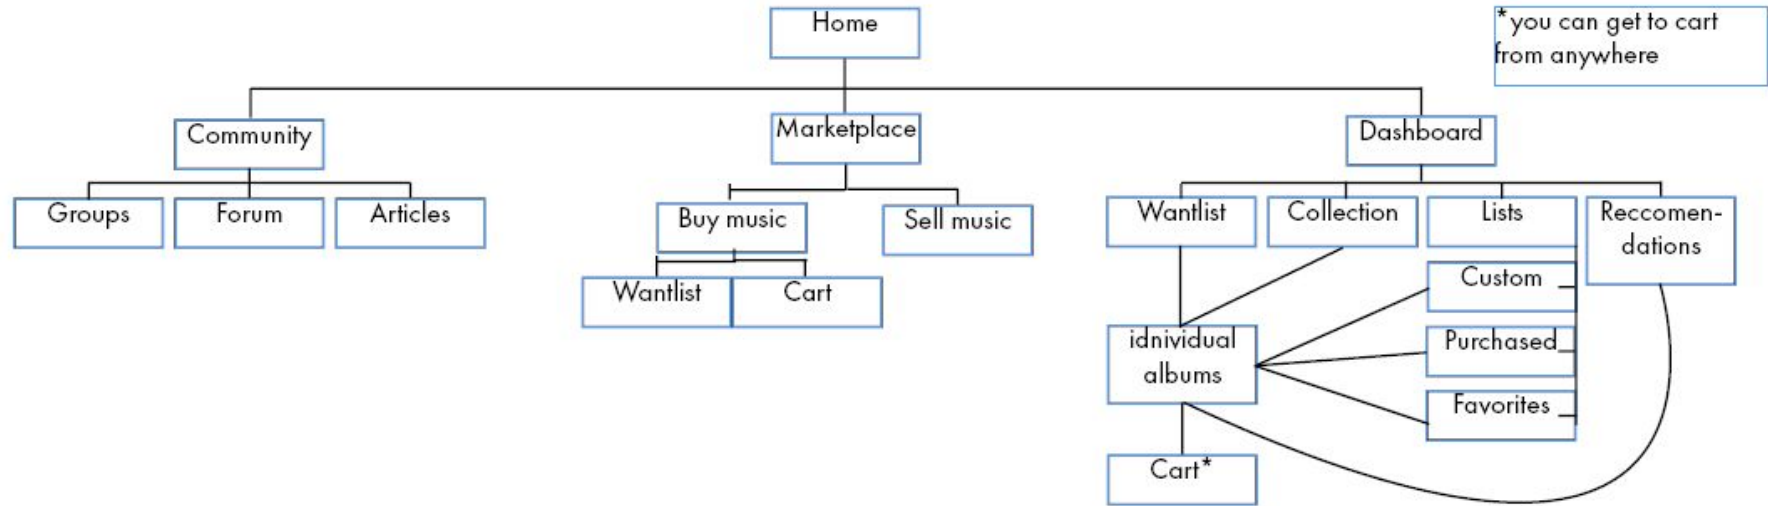 Home
*you can get to cart
from anywhere
Community
Marketplace
Dashboard
Groups
Forum
Articles
Buy music
Sell music
Wantlist
Cart
Wantlist
Collection
Lists
Reccomen-
dations
Custom
Purchased
Favorites
idnividual
albums
Cart*